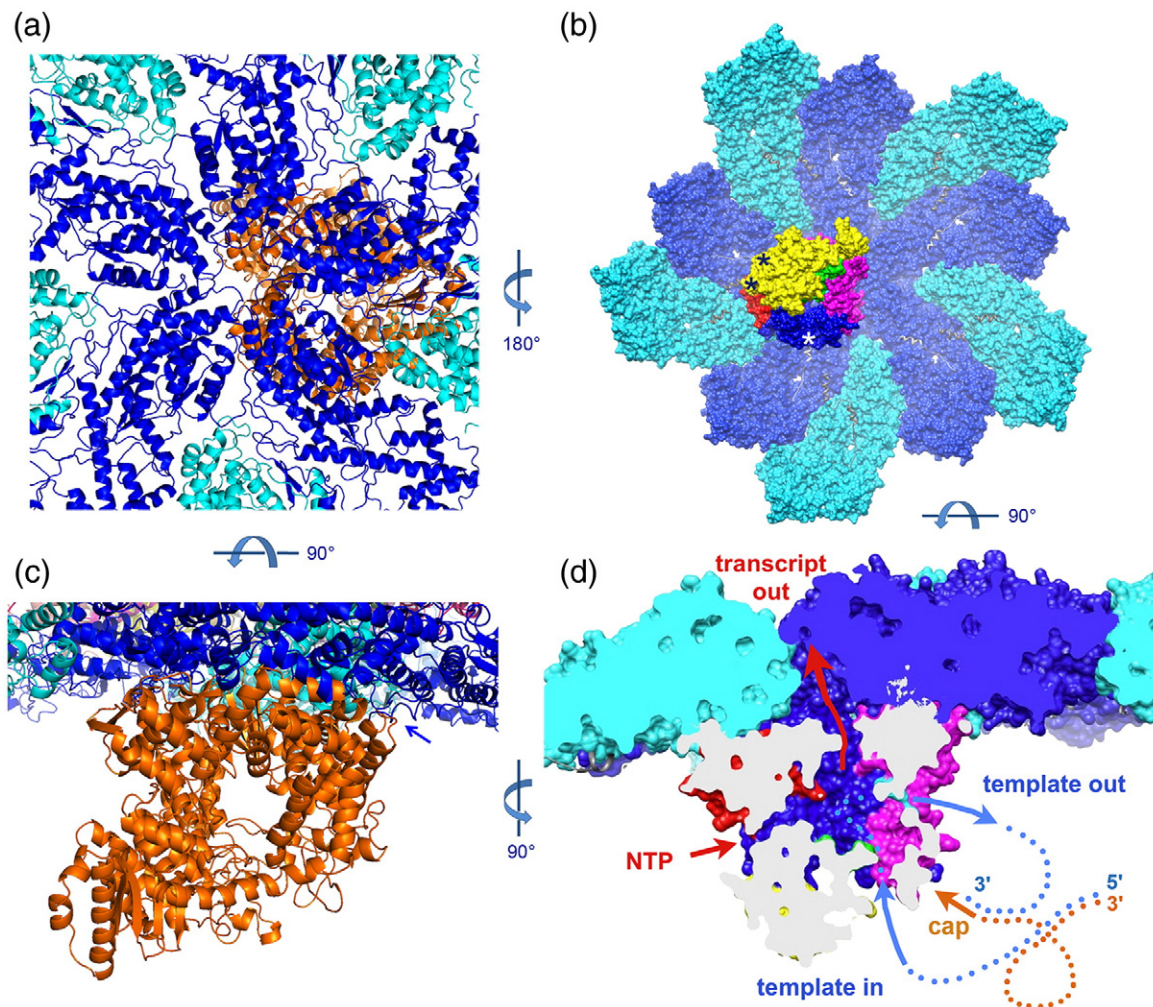 (a)
(b)
180°
*
*
*
90°
90°
(c)
(d)
transcript
out
template out
NTP
3'
5'
3'
cap
template in
90°